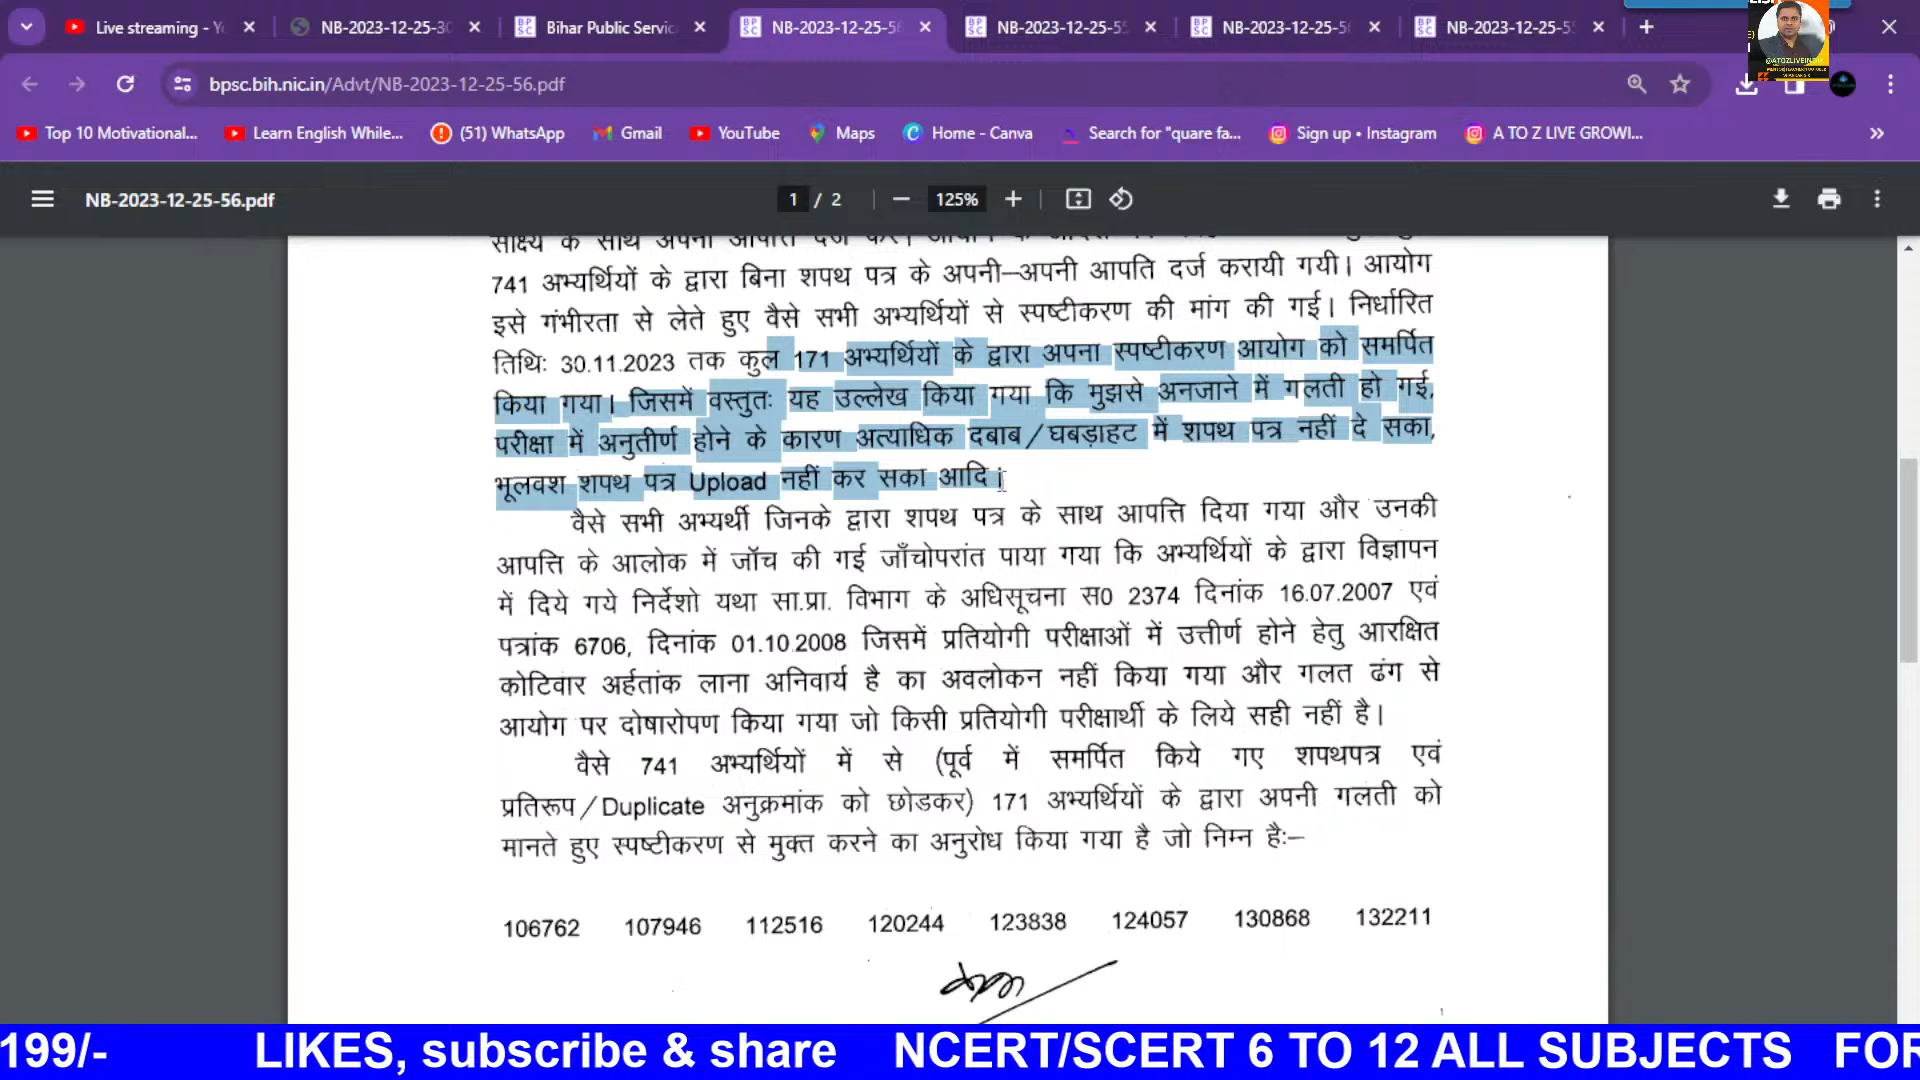 Live streaming - Yo
NB-2023-12-25-30
Bihar Public Servic
NB-2023-12-25-56
NB-2023-12-25-55
NB-2023-12-25-5
NB-2023-12-25-5
bpsc.bih.nic.in/Advt/NB-2023-12-25-56.pdf
@ATOZLIVEINDIA
Top 10 Motivational...
Learn English While...
(51) WhatsApp
Gmail
YouTube
Maps
Home - Canva
Search for "quare fa...
Sign up • Instagram
A TO Z LIVE GROWI...
NB-2023-12-25-56.pdf
1 / 2
125%
साक्ष्य के साथ अपनी आपति दर्ज करें। आयोग के
741 अभ्यर्थियों के द्वारा बिना शपथ पत्र के अपनी–अपनी आपति दर्ज करायी गयी। आयोग
इसे गंभीरता से लेते हुए वैसे सभी अभ्यर्थियों से स्पष्टीकरण की मांग की गई। निर्धारित
तिथिः 30.11.2023 तक कुल 171 अभ्यर्थियों के द्वारा अपना स्पष्टीकरण आयोग को समर्पित
किया गया। जिसमें वस्तुतः यह उल्लेख किया गया कि मुझसे अनजाने में गलती हो गई,
परीक्षा में अनुतीर्ण होने के कारण अत्याधिक दबाब/घबड़ाहट में शपथ पत्र नहीं दे सका,
भूलवश शपथ पत्र Upload नहीं कर सका आदि।
वैसे सभी अभ्यर्थी जिनके द्वारा शपथ पत्र के साथ आपत्ति दिया गया और उनकी
आपत्ति के आलोक में जॉच की गई जाँचोपरांत पाया गया कि अभ्यर्थियों के द्वारा विज्ञापन
में दिये गये निर्देशो यथा सा.प्रा. विभाग के अधिसूचना स0 2374 दिनांक 16.07.2007 एवं
पत्रांक 6706, दिनांक 01.10.2008 जिसमें प्रतियोगी परीक्षाओं में उत्तीर्ण होने हेतु आरक्षित
कोटिवार अर्हतांक लाना अनिवार्य है का अवलोकन नहीं किया गया और गलत ढंग से
आयोग पर दोषारोपण किया गया जो किसी प्रतियोगी परीक्षार्थी के लिये सही नहीं है।
वैसे 741 अभ्यर्थियों में से (पूर्व में समर्पित किये गए शपथपत्र एवं
प्रतिरूप/Duplicate अनुक्रमांक को छोडकर) 171 अभ्यर्थियों के द्वारा अपनी गलती को
मानते हुए स्पष्टीकरण से मुक्त करने का अनुरोध किया गया है जो निम्न हैः–
106762 107946 112516 120244 123838 124057 130868 132211
1
199/- LIKES, subscribe & share NCERT/SCERT 6 TO 12 ALL SUBJECTS FOR